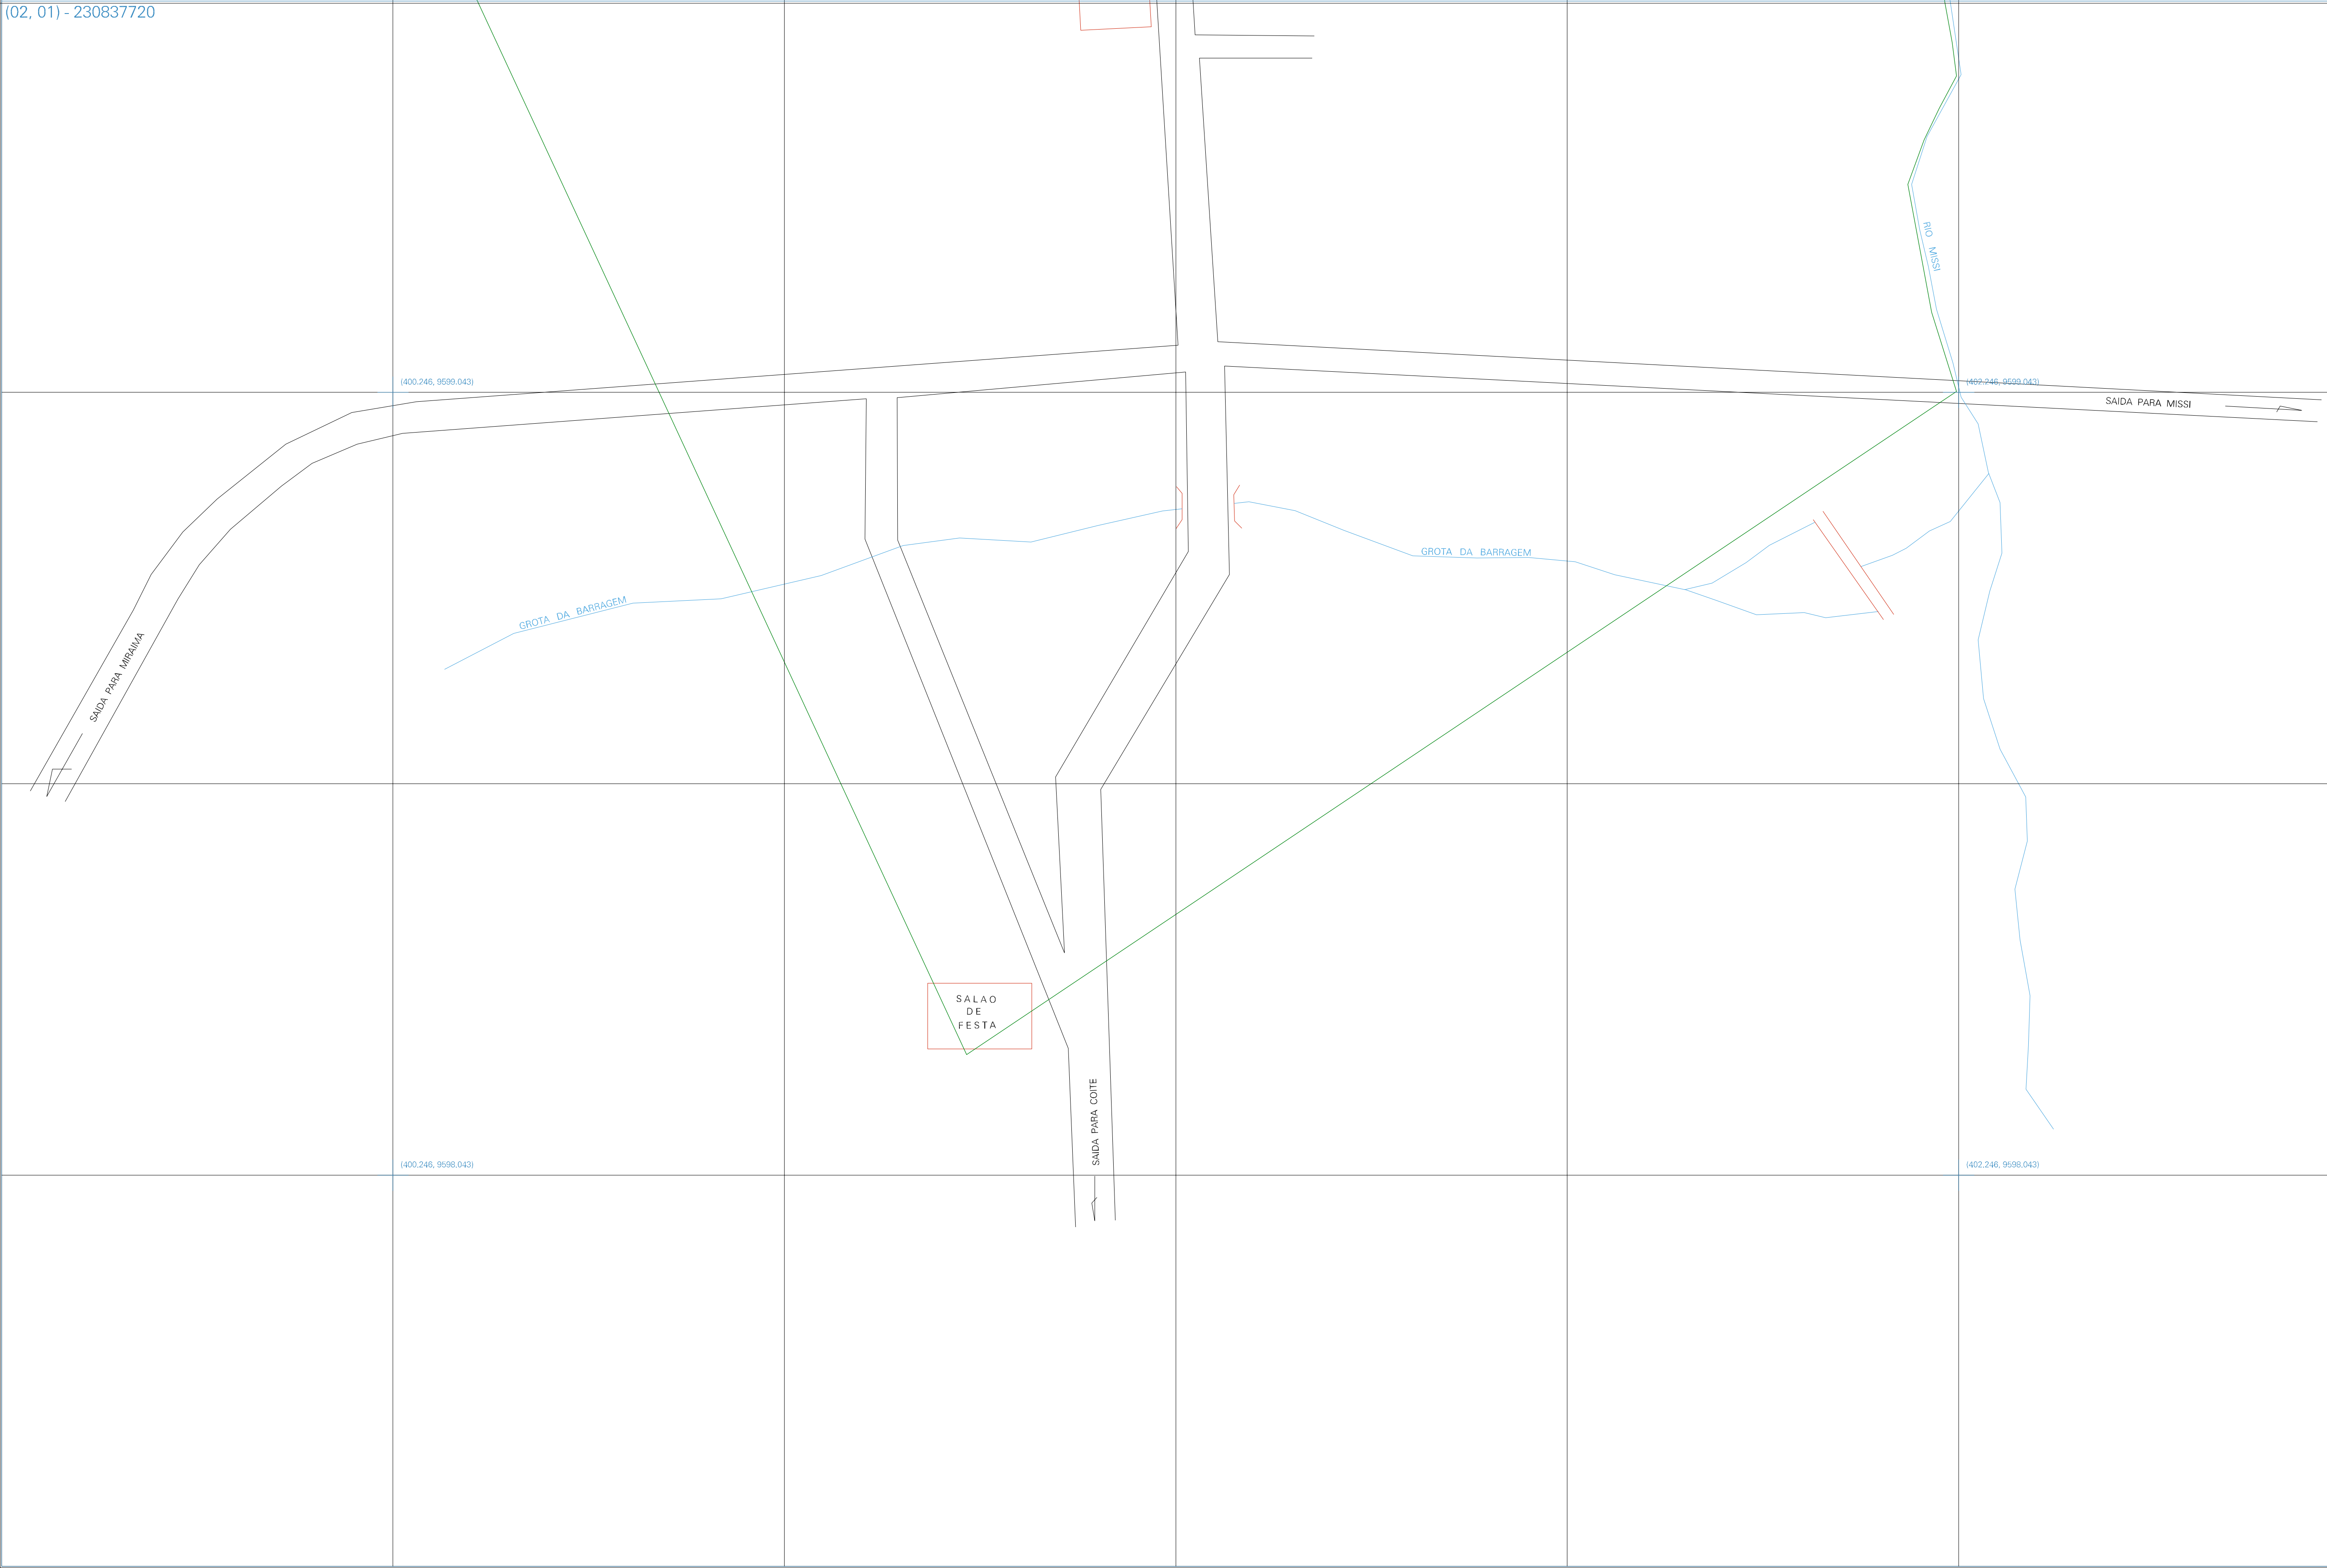 (02, 01) - 230837720
RIO MISSI
(400.246, 9599.043)
(402.246, 9599.043)
SAIDA PARA MISSI
GROTA DA BARRAGEM
GROTA DA BARRAGEM
SAIDA PARA MIRAIMA
SALAO
DE
FESTA
SAIDA PARA COITE
(400.246, 9598.043)
(402.246, 9598.043)